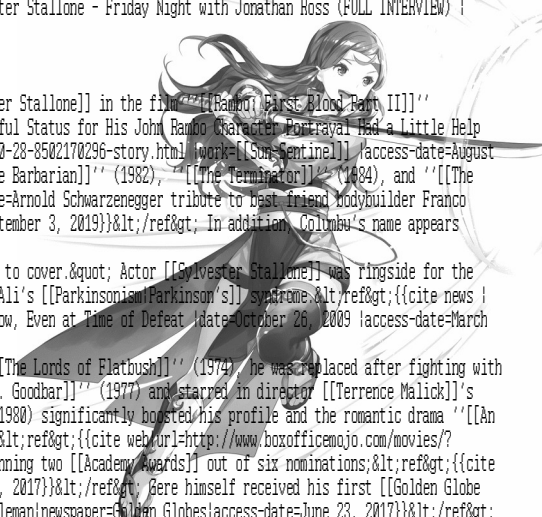 ter Stallone - Friday Night with Jonathan Ross (FULL INTERVIEW) |
er Stallone]] in the film ''[[Rambo: First Blood Part II]]''
ful Status for His John Rambo Character Portrayal Had a Little Help
0-28-8502170296-story.html |work=[[Sun-Sentinel]] |access-date=August
e Barbarian]]'' (1982), ''[[The Terminator]]'' (1984), and ''[[The
e=Arnold Schwarzenegger tribute to best friend bodybuilder Franco
tember 3, 2019}}&lt;/ref&gt; In addition, Columbu's name appears
to cover.&quot; Actor [[Sylvester Stallone]] was ringside for the
Ali's [[Parkinsonism|Parkinson's]] syndrome.&lt;ref&gt;{{cite news |
ow, Even at Time of Defeat |date=October 26, 2009 |access-date=March
[The Lords of Flatbush]]'' (1974), he was replaced after fighting with
. Goodbar]]'' (1977) and starred in director [[Terrence Malick]]'s
1980) significantly boosted his profile and the romantic drama ''[[An
&lt;ref&gt;{{cite web|url=http://www.boxofficemojo.com/movies/?
nning two [[Academy Awards]] out of six nominations;&lt;ref&gt;{{cite
, 2017}}&lt;/ref&gt; Gere himself received his first [[Golden Globe
leman|newspaper=Golden Globes|access-date=June 23, 2017}}&lt;/ref&gt;